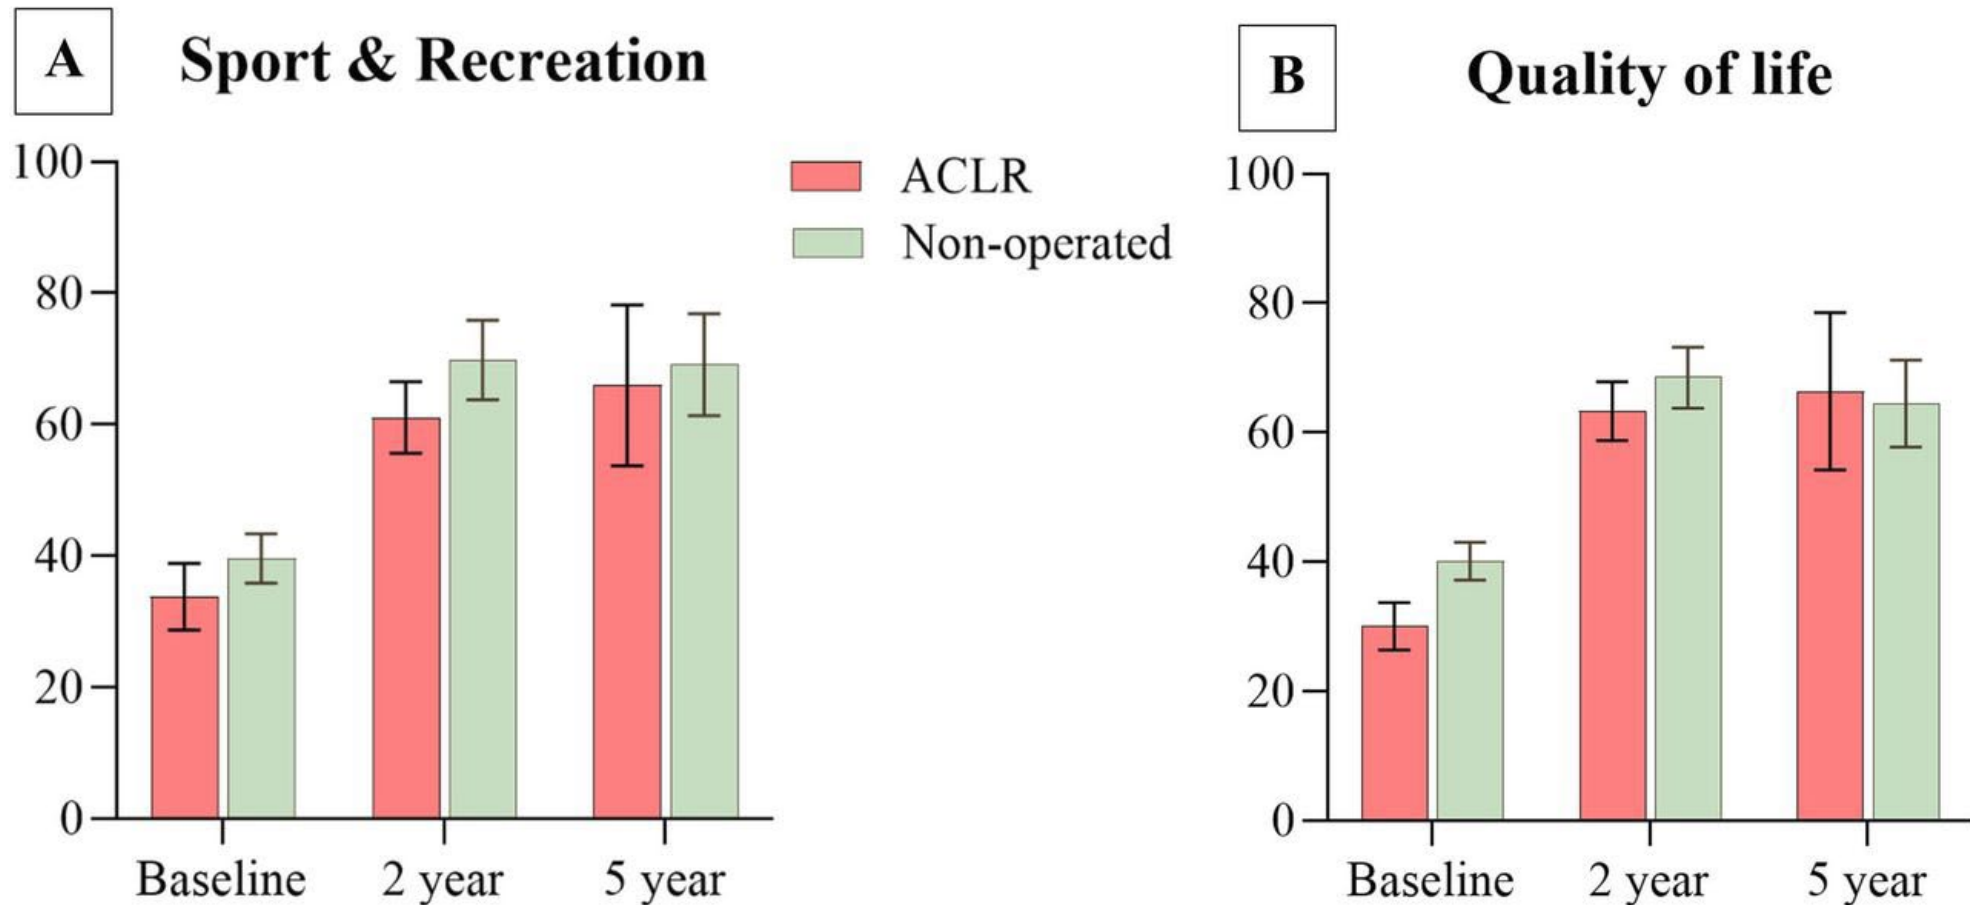 A
Sport & Recreation
100
80
60
40
20
0
Baseline
2 year
5 year
ACLR
Non-operated
B
Quality of life
100
80
60
40
20
0
Baseline
2 year
5 year